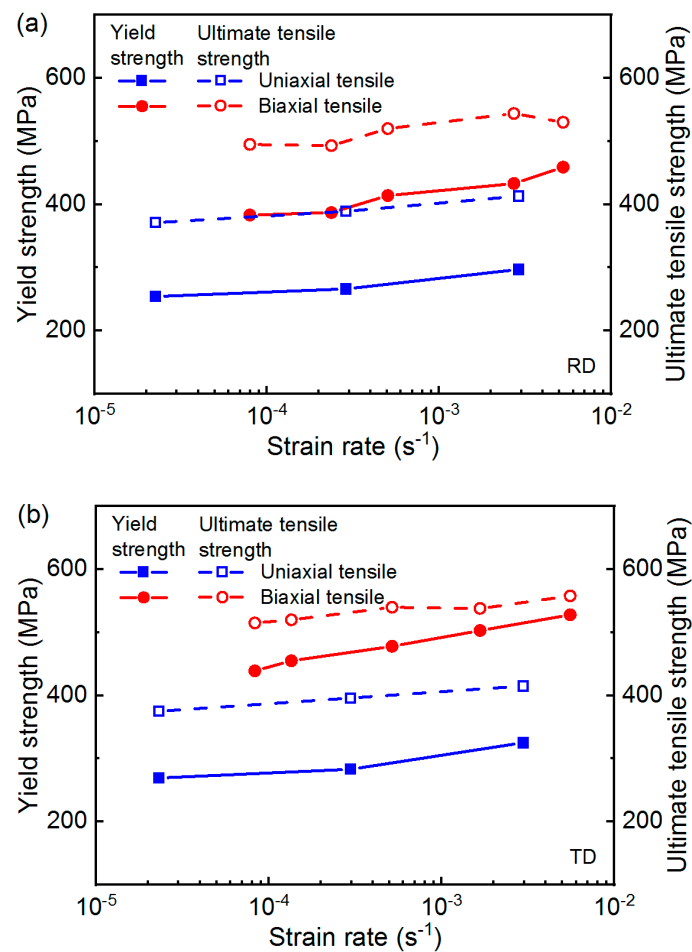 (a)
Yield Ultimate tensile
strength strength
Uniaxial tensile
Biaxial tensile
600
400
200
600
400
200
Yield strength (MPa)
Ultimate tensile strength (MPa)
RD
10⁻⁵ 10⁻⁴ 10⁻³ 10⁻²
Strain rate (s⁻¹)
(b)
Yield Ultimate tensile
strength strength
Uniaxial tensile
Biaxial tensile
600
400
200
600
400
200
Yield strength (MPa)
Ultimate tensile strength (MPa)
TD
10⁻⁵ 10⁻⁴ 10⁻³ 10⁻²
Strain rate (s⁻¹)